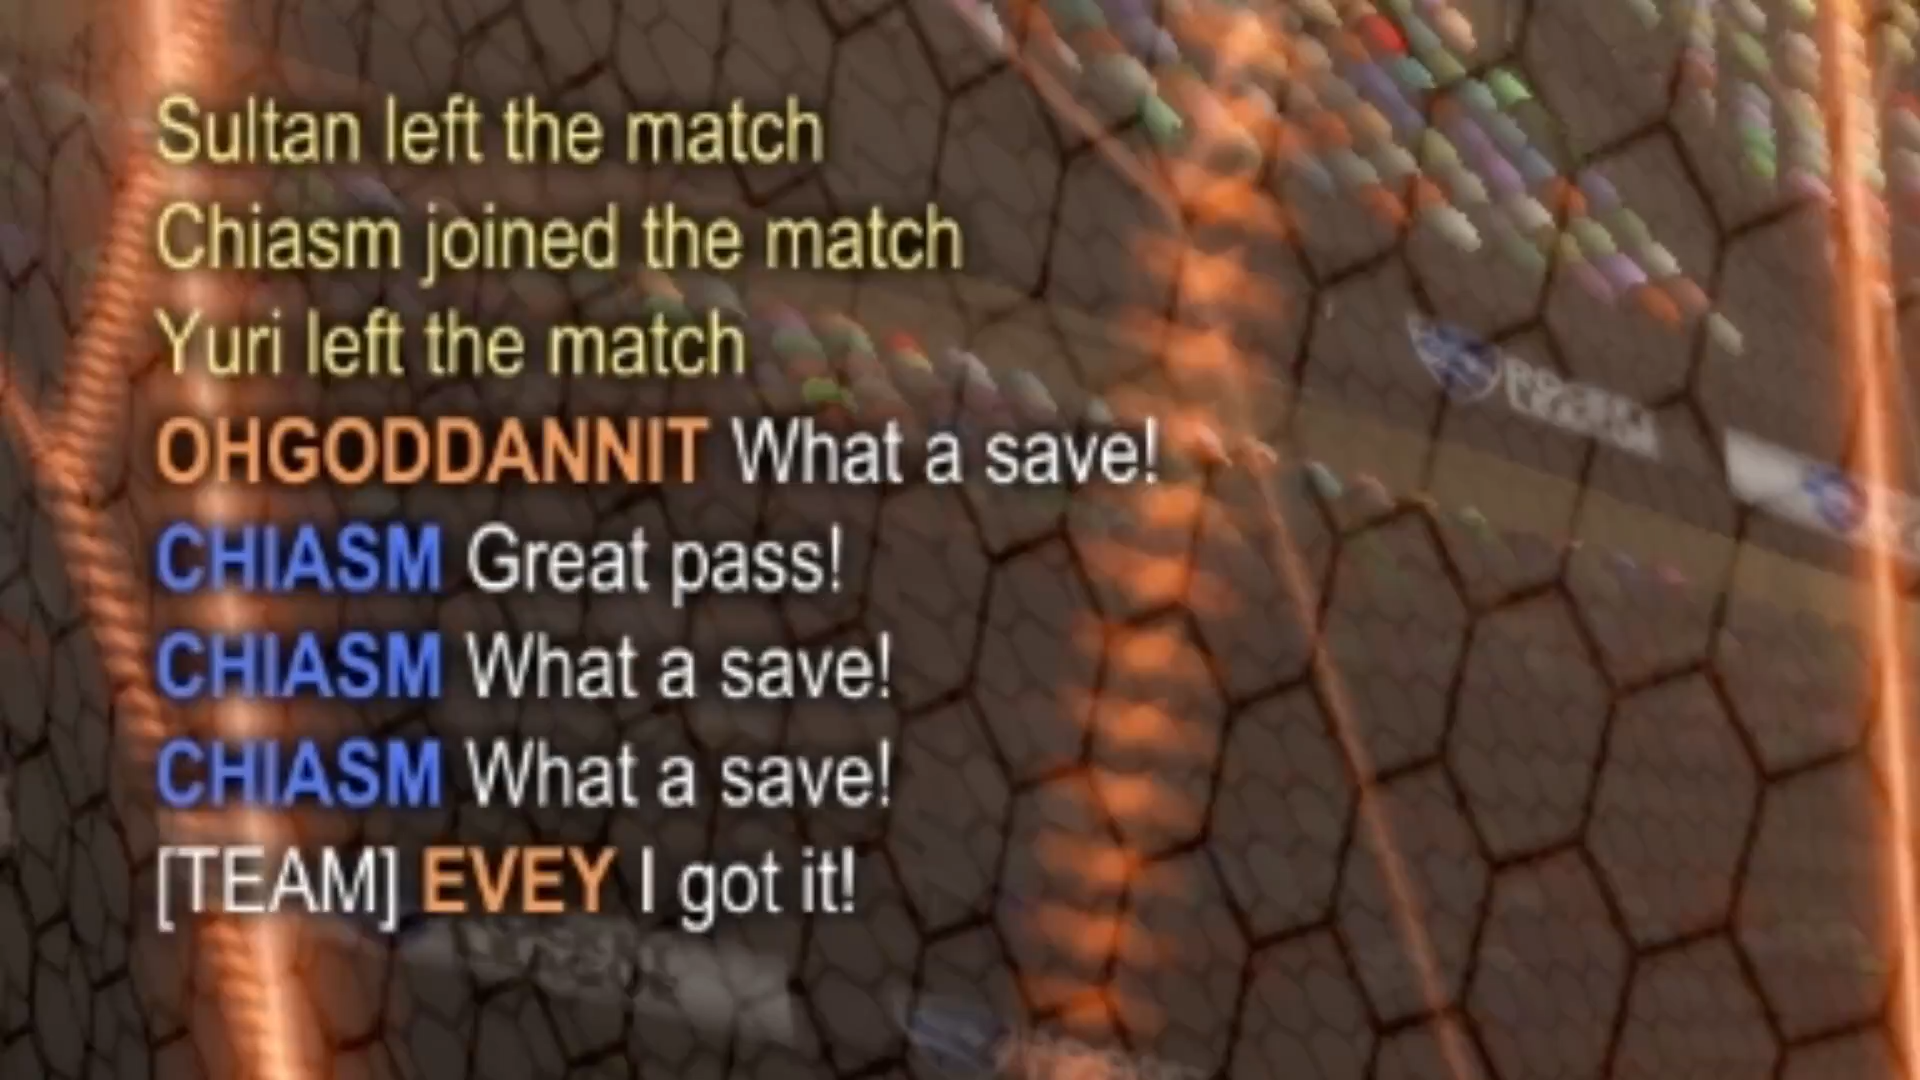 Sultan left the match
Chiasm joined the match
Yuri left the match
OHGODDANNIT What a save!
CHIASM Great pass!
CHIASM What a save!
CHIASM What a save!
[TEAM] EVEY I got it!